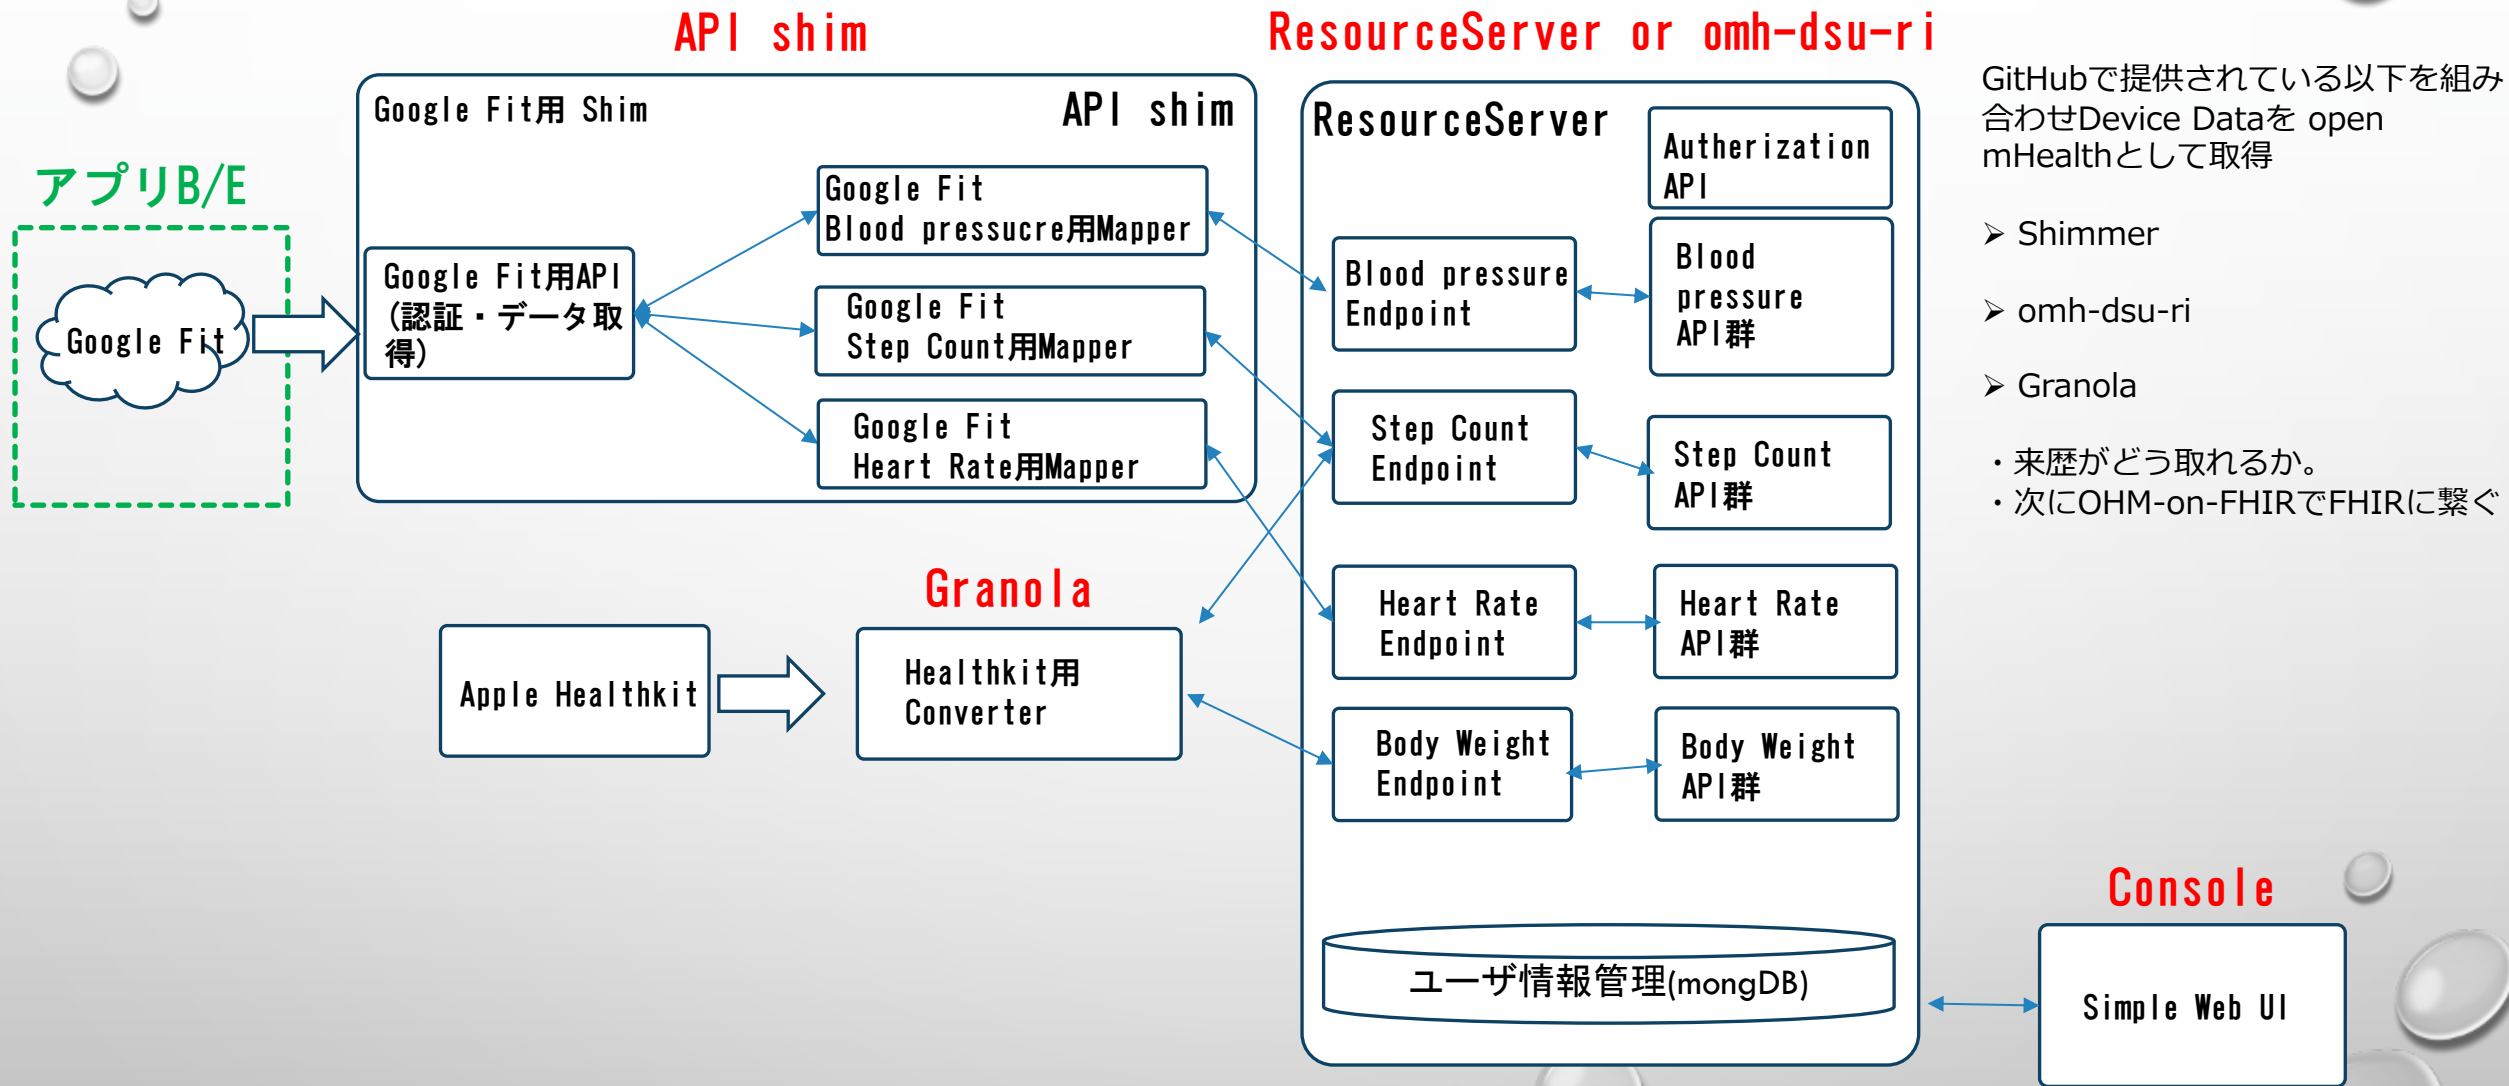 API shim
ResourceServer or omh-dsu-ri
アプリB/E
Google Fit
Google Fit用 Shim
API shim
Google Fit用API
(認証・データ取
得)
Google Fit
Blood pressucre用Mapper
Google Fit
Step Count用Mapper
Google Fit
Heart Rate用Mapper
Granola
Apple Healthkit
Healthkit用
Converter
ResourceServer
Autherization
API
Blood pressure
Endpoint
Blood
pressure
API群
Step Count
Endpoint
Step Count
API群
Heart Rate
Endpoint
Heart Rate
API群
Body Weight
Endpoint
Body Weight
API群
ユーザ情報管理(mongDB)
GitHubで提供されている以下を組み
合わせDevice Dataを open
mHealthとして取得
➢ Shimmer
➢ omh-dsu-ri
➢ Granola
・来歴がどう取れるか。
・次にOHM-on-FHIRでFHIRに繋ぐ
Console
Simple Web UI